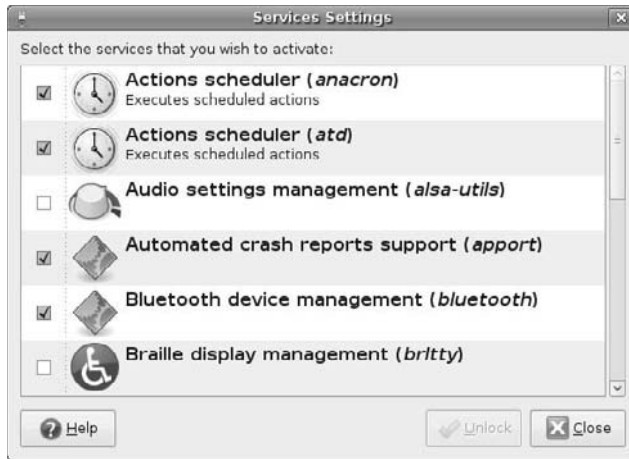 Services Settings
Select the services that you wish to activate:
Actions scheduler (anacron)
Executes scheduled actions
Actions scheduler (atd)
Executes scheduled actions
Audio settings management (alsa-utils)
Automated crash reports support (apport)
Bluetooth device management (bluetooth)
Braille display management (brltty)
Help
Unlock
Close